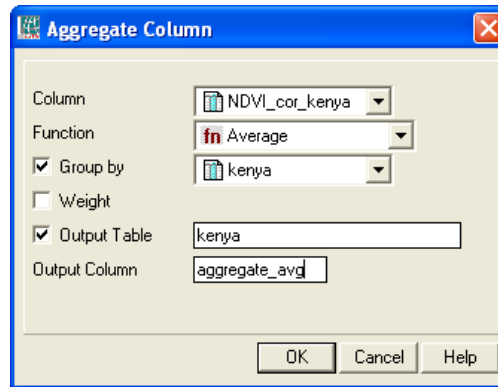 Aggregate Column
Column NDVI_cor_kenya
Function fn Average
Group by kenya
Weight
Output Table kenya
Output Column aggregate_avg
OK Cancel Help